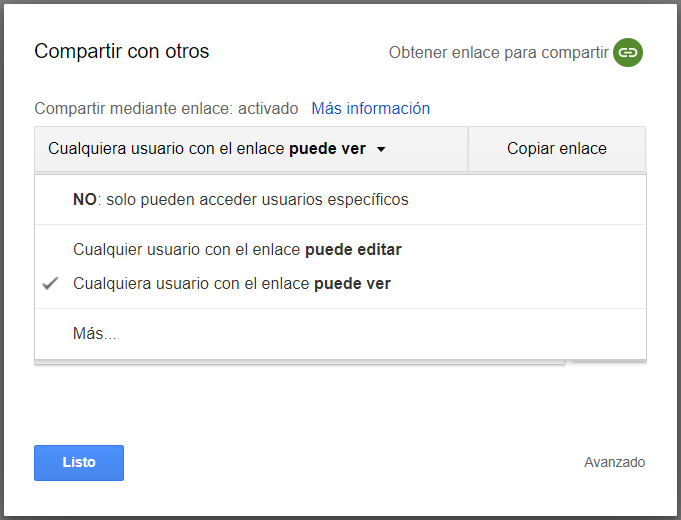 Compartir con otros
Obtener enlace para compartir
Compartir mediante enlace: activado Más información
Cualquiera usuario con el enlace puede ver
Copiar enlace
NO: solo pueden acceder usuarios específicos
Cualquier usuario con el enlace puede editar
Cualquiera usuario con el enlace puede ver
Más...
Listo
Avanzado